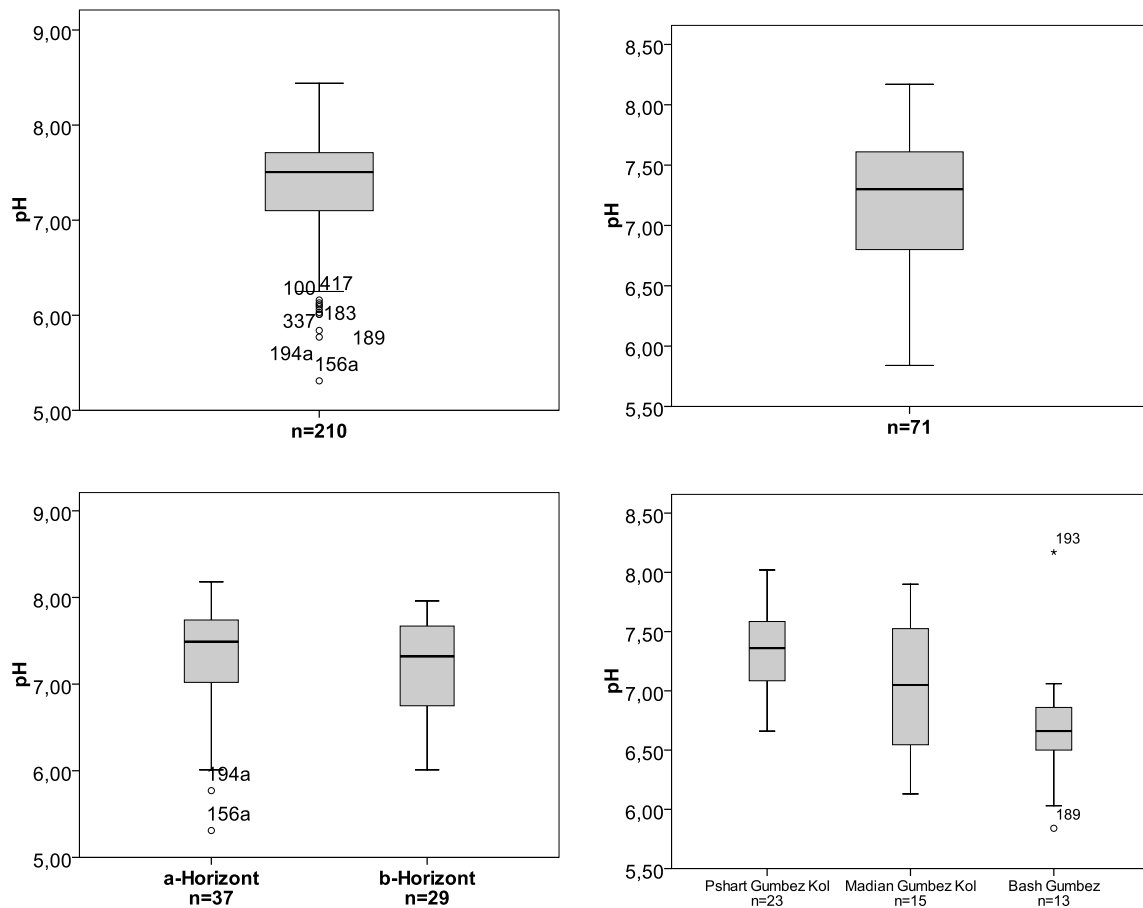 9,00
8,00
7,00
6,00
5,00
pH
100 417
337 183
189
194a
156a
n=210
8,50
8,00
7,50
7,00
6,50
6,00
5,50
pH
n=71
9,00
8,00
7,00
6,00
5,00
pH
194a
156a
a-Horizont
n=37
b-Horizont
n=29
8,50
8,00
7,50
7,00
6,50
6,00
5,50
pH
193
*
189
Pshart Gumbez Kol
n=23
Madian Gumbez Kol
n=15
Bash Gumbez
n=13